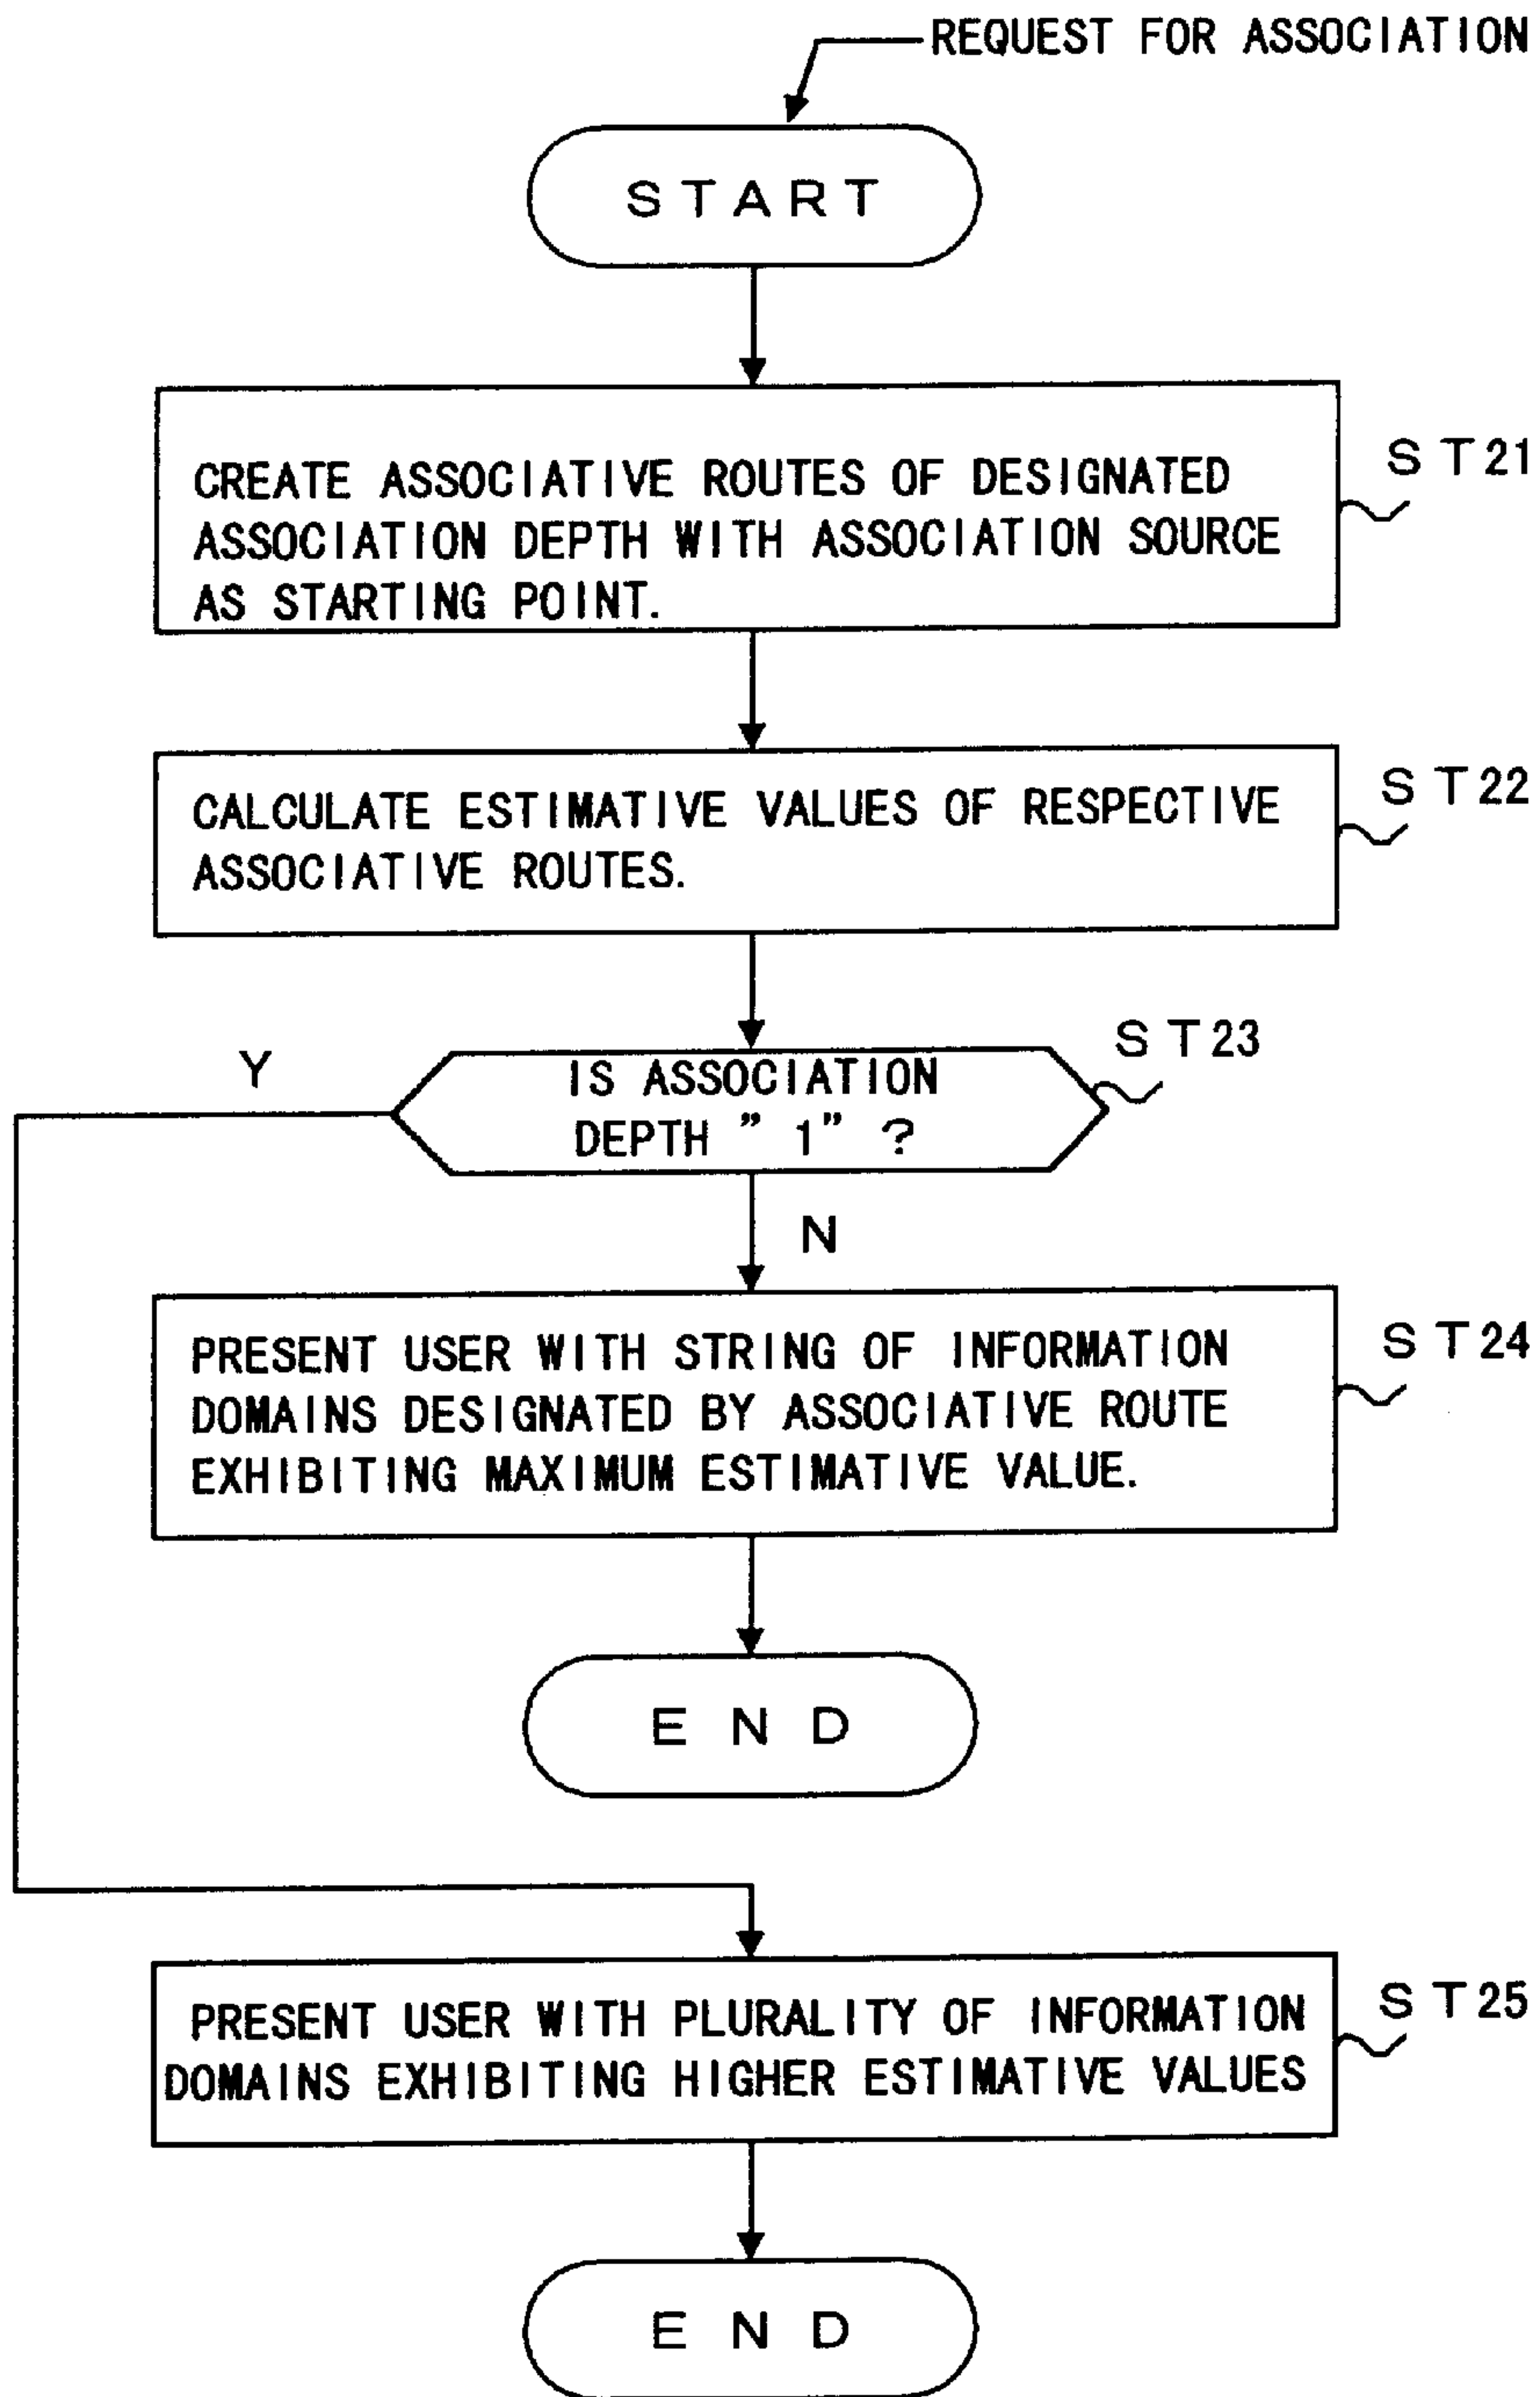 REQUEST FOR ASSOCIATION
START
CREATE ASSOCIATIVE ROUTES OF DESIGNATED
ASSOCIATION DEPTH WITH ASSOCIATION SOURCE
AS STARTING POINT.
ST21
CALCULATE ESTIMATIVE VALUES OF RESPECTIVE
ASSOCIATIVE ROUTES.
ST22
Y
IS ASSOCIATION
DEPTH ” 1” ?
ST23
N
PRESENT USER WITH STRING OF INFORMATION
DOMAINS DESIGNATED BY ASSOCIATIVE ROUTE
EXHIBITING MAXIMUM ESTIMATIVE VALUE.
ST24
END
PRESENT USER WITH PLURALITY OF INFORMATION
DOMAINS EXHIBITING HIGHER ESTIMATIVE VALUES
ST25
END